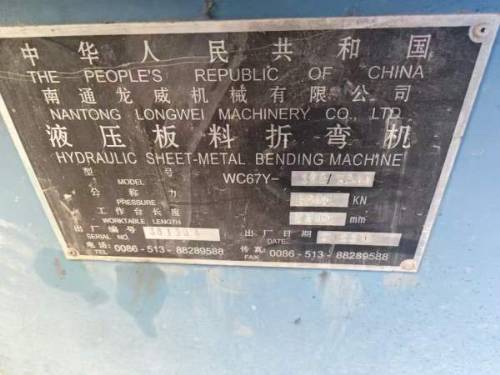 中华人民共和国
THE PEOPLE'S REPUBLIC OF CHINA
南通龙威机械有限公司
NANTONG LONGWEI MACHINERY CO., LTD
液压板料折弯机
HYDRAULIC SHEET-METAL BENDING MACHINE
型号
MODEL WC67Y-
公称力
PRESSURE KN
工作台长度
WORKTABLE LENGTH mm
出厂编号 出厂日期
SERIAL NO. DATE
电话: 0086-513-88289588 传真:
TEL FAX 0086-513-88289588